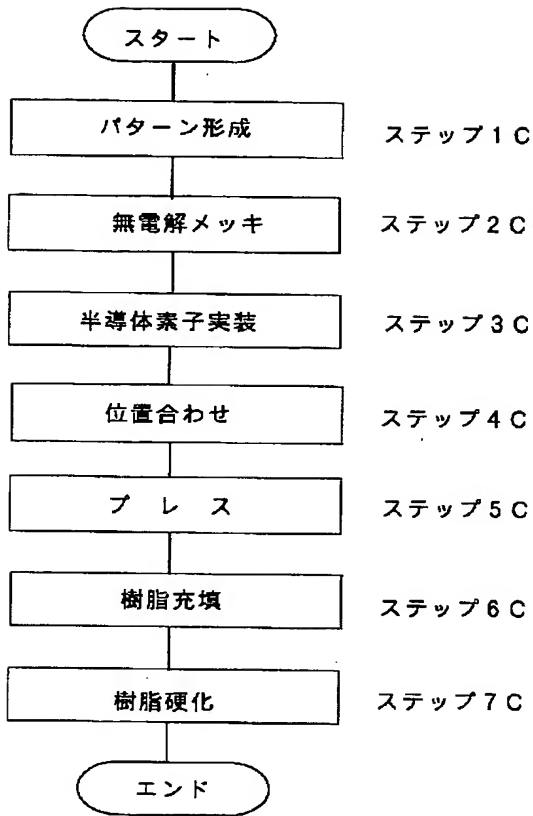 スタート
パターン形成 ステップ1C
無電解メッキ ステップ2C
半導体素子実装 ステップ3C
位置合わせ ステップ4C
プレス ステップ5C
樹脂充填 ステップ6C
樹脂硬化 ステップ7C
エンド